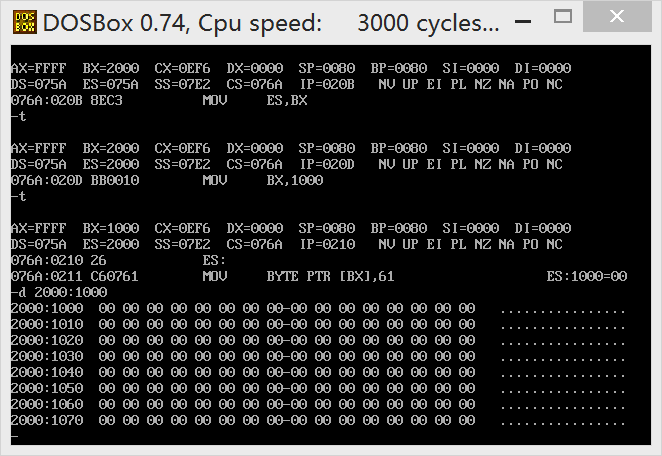 DOS BOX DOSBox 0.74, Cpu speed:     3000 cycles...
AX=FFFF  BX=2000  CX=0EF6  DX=0000  SP=0080  BP=0080  SI=0000  DI=0000
DS=075A  ES=075A  SS=07E2  CS=076A  IP=020B   NV UP EI PL NZ NA PO NC
076A:020B 8EC3          MOV     ES,BX
-t
AX=FFFF  BX=2000  CX=0EF6  DX=0000  SP=0080  BP=0080  SI=0000  DI=0000
DS=075A  ES=2000  SS=07E2  CS=076A  IP=020D   NV UP EI PL NZ NA PO NC
076A:020D BB0010        MOV     BX,1000
-t
AX=FFFF  BX=1000  CX=0EF6  DX=0000  SP=0080  BP=0080  SI=0000  DI=0000
DS=075A  ES=2000  SS=07E2  CS=076A  IP=0210   NV UP EI PL NZ NA PO NC
076A:0210 26            ES:
076A:0211 C60761        MOV     BYTE PTR [BX],61                   ES:1000=00
-d 2000:1000
2000:1000  00 00 00 00 00 00 00 00-00 00 00 00 00 00 00 00   ................
2000:1010  00 00 00 00 00 00 00 00-00 00 00 00 00 00 00 00   ................
2000:1020  00 00 00 00 00 00 00 00-00 00 00 00 00 00 00 00   ................
2000:1030  00 00 00 00 00 00 00 00-00 00 00 00 00 00 00 00   ................
2000:1040  00 00 00 00 00 00 00 00-00 00 00 00 00 00 00 00   ................
2000:1050  00 00 00 00 00 00 00 00-00 00 00 00 00 00 00 00   ................
2000:1060  00 00 00 00 00 00 00 00-00 00 00 00 00 00 00 00   ................
2000:1070  00 00 00 00 00 00 00 00-00 00 00 00 00 00 00 00   ................
-